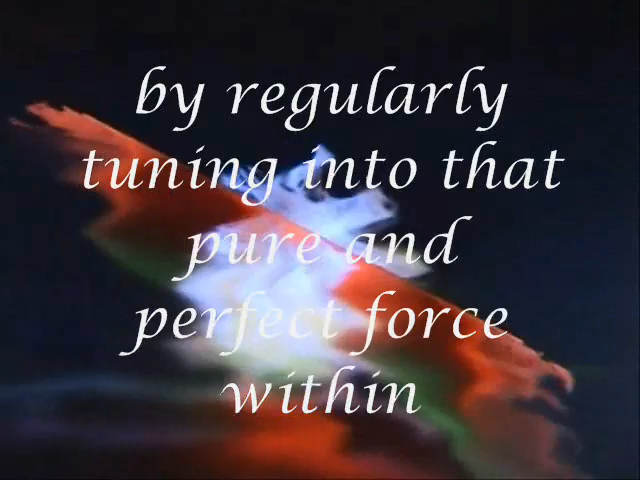 by regularly
tuning into that
pure and
perfect force
within